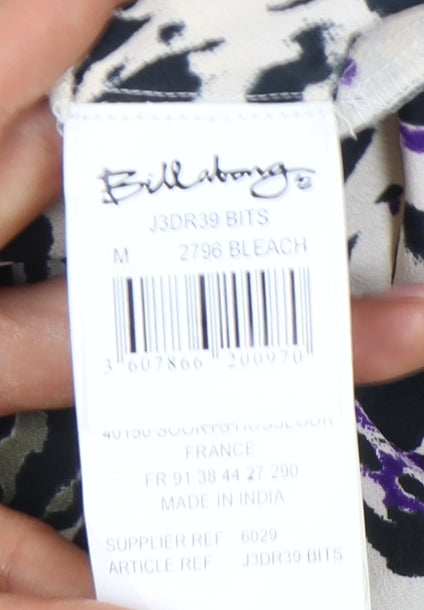 Billabong
J3DR39 BITS
M 2796 BLEACH
3 607866 200970
FRANCE
FR 91 38 44 27 290
MADE IN INDIA
SUPPLIER REF 6029
ARTICLE REF J3DR39 BITS